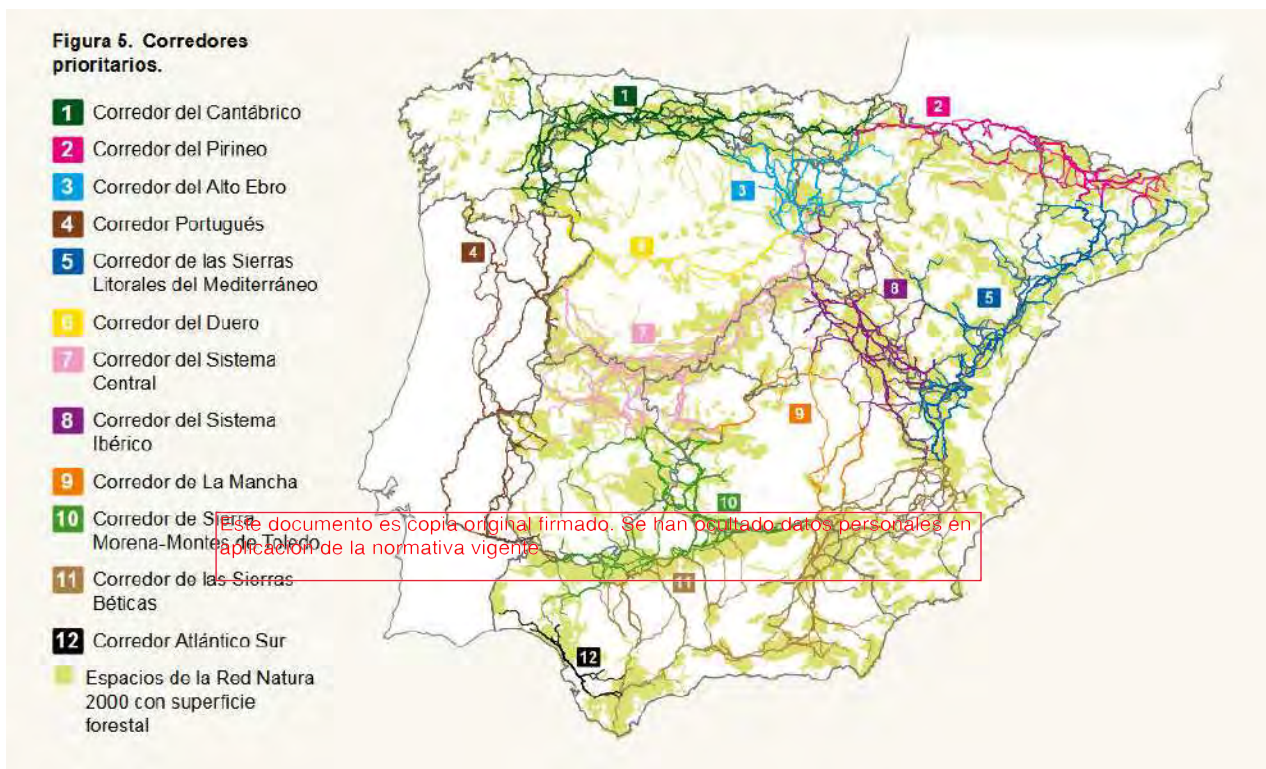 Figura 5. Corredores
prioritarios.
1 Corredor del Cantábrico
2 Corredor del Pirineo
3 Corredor del Alto Ebro
4 Corredor Portugués
5 Corredor de las Sierras
Litorales del Mediterráneo
6 Corredor del Duero
7 Corredor del Sistema
Central
8 Corredor del Sistema
Ibérico
9 Corredor de La Mancha
10 Corredor de Sierra
Morena-Montes de Toledo
11 Corredor de las Sierras
Béticas
12 Corredor Atlántico Sur
Espacios de la Red Natura
2000 con superficie
forestal
1
2
3
4
6
8
5
7
9
10
Este documento es copia original firmado. Se han ocultado datos personales en
aplicación de la normativa vigente
11
12